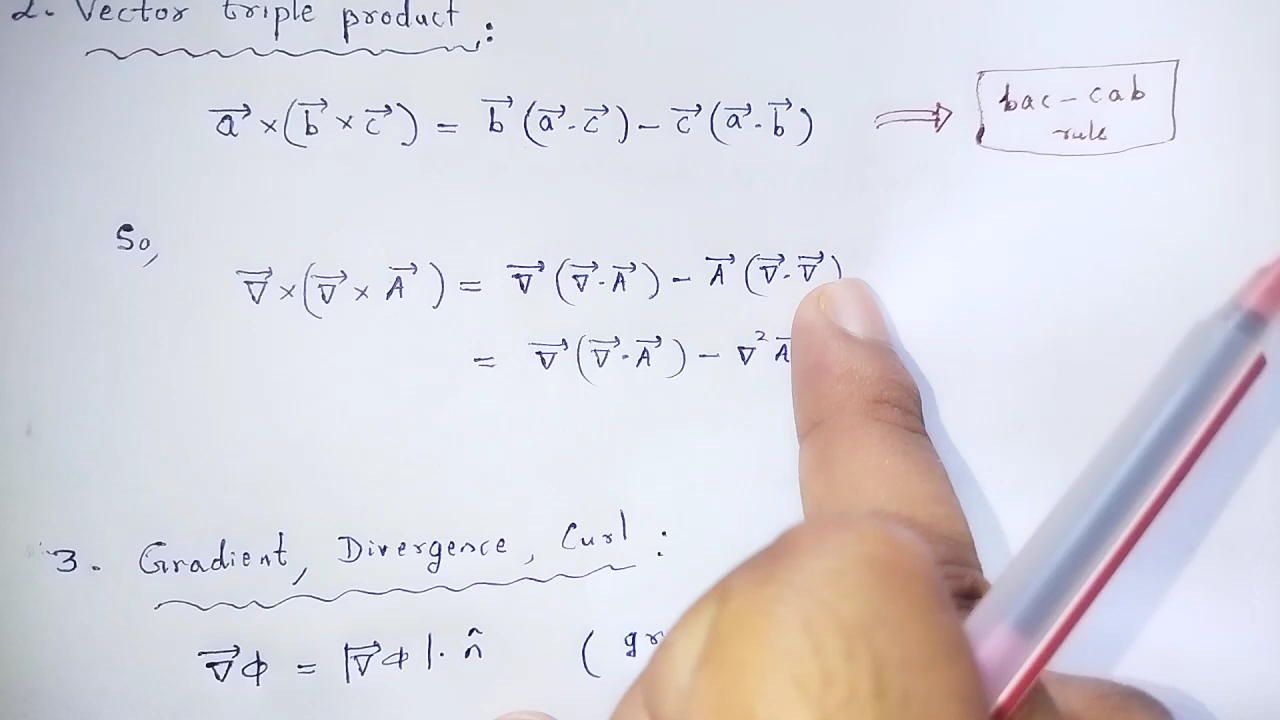 2. Vector triple product :
a⃗ × (b⃗ × c⃗) = b⃗ (a⃗ · c⃗) − c⃗ (a⃗ · b⃗) ⇒ bac - cab
rule
So,
∇⃗ × (∇⃗ × A⃗) = ∇⃗ (∇⃗ · A⃗) − A⃗ (∇⃗ · ∇⃗)
= ∇⃗ (∇⃗ · A⃗) − ∇² A⃗
3. Gradient, Divergence, Curl :
∇⃗ϕ = |∇⃗ϕ| · n̂ (